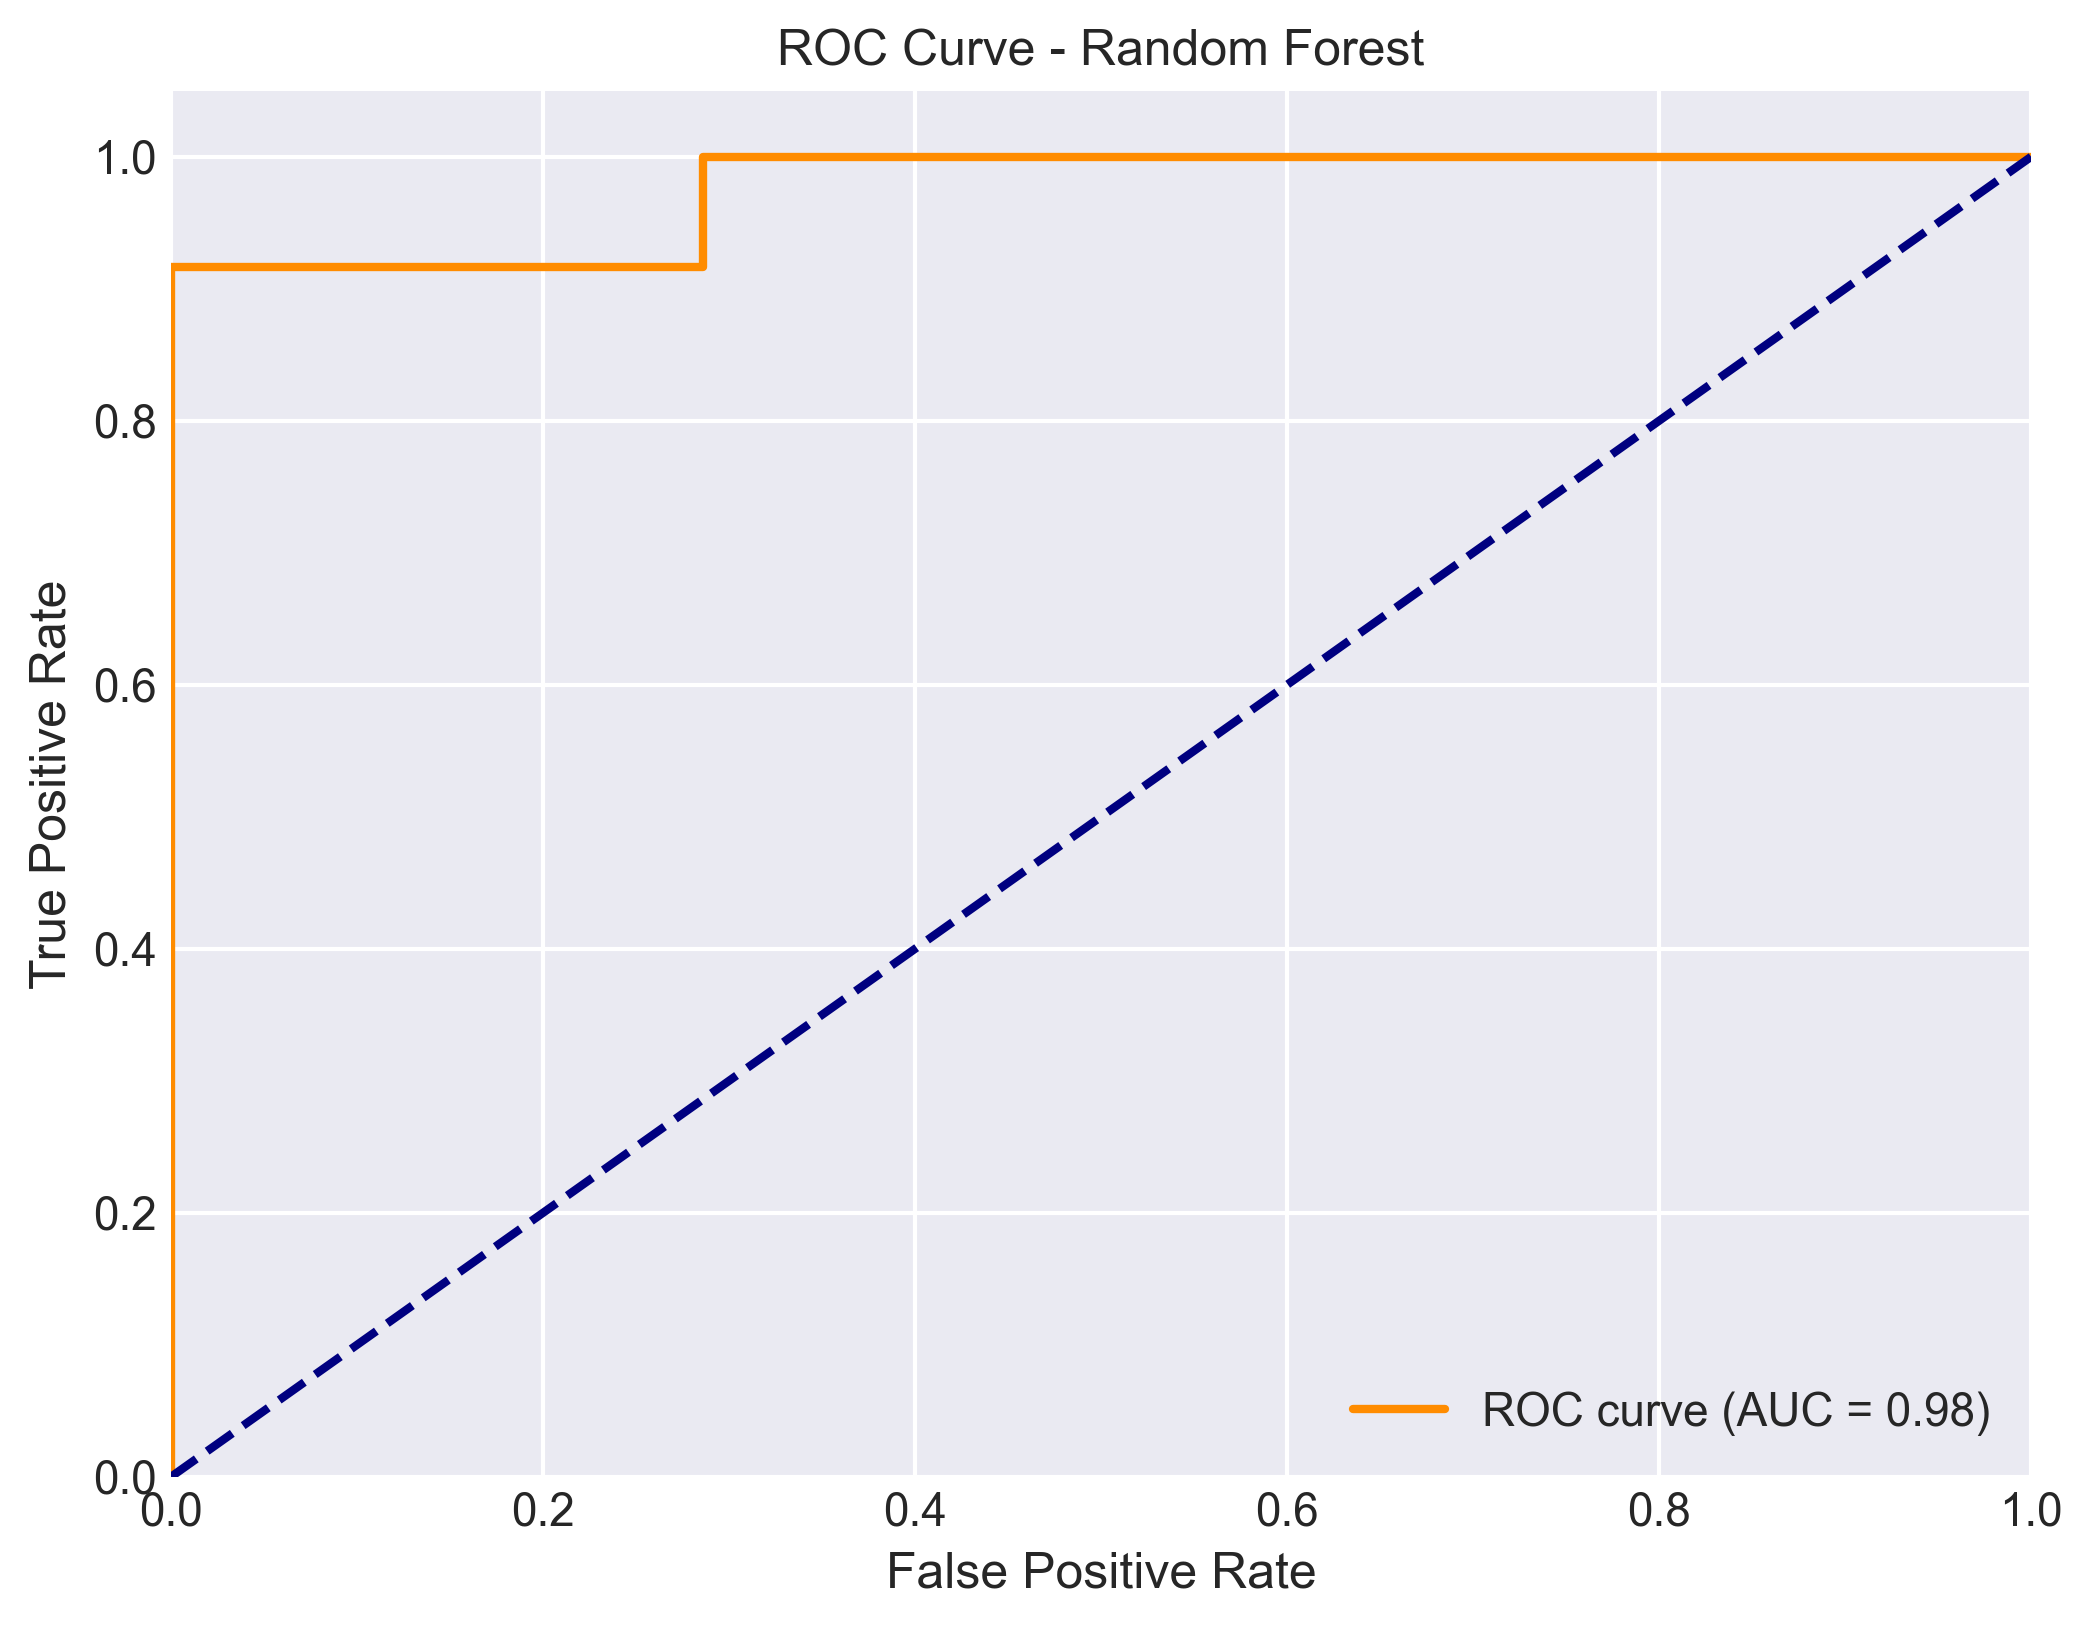 ROC Curve - Random Forest
1.0
0.8
0.6
0.4
0.2
0.0
True Positive Rate
ROC curve (AUC = 0.98)
0.0 0.2 0.4 0.6 0.8 1.0
False Positive Rate